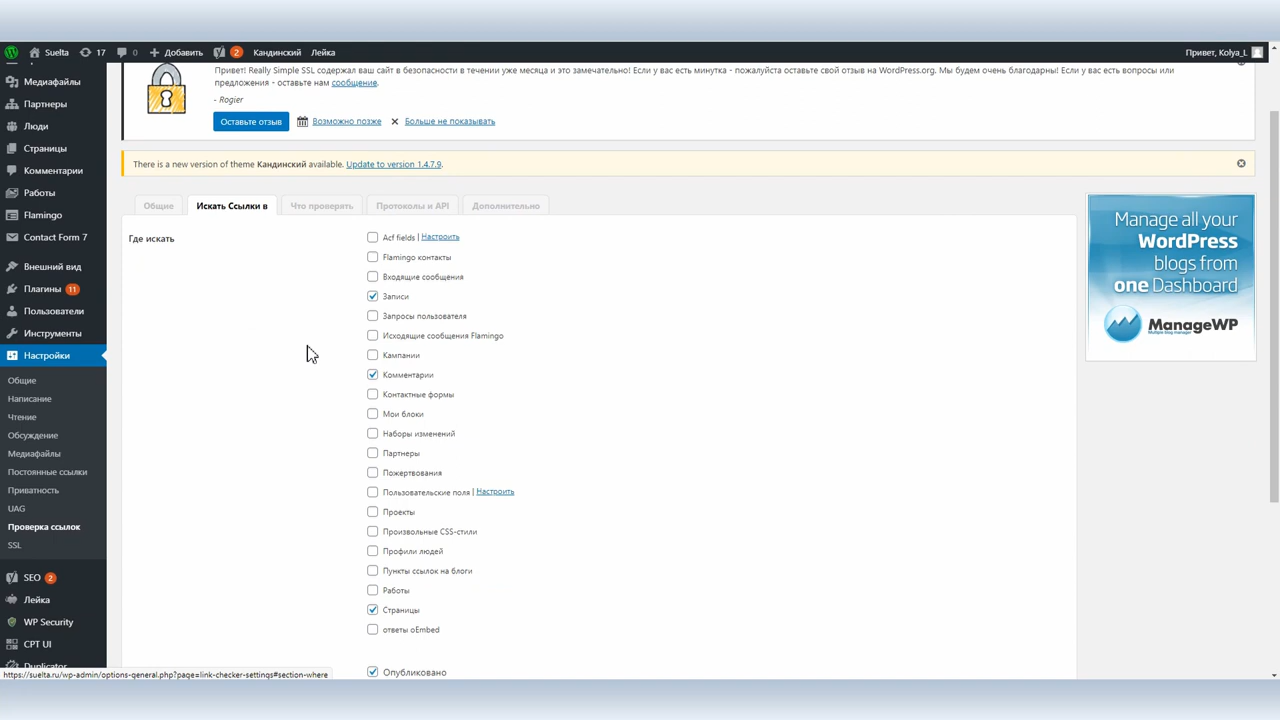 Suelta 17 0 Добавить 2 Кандинский Лейка Привет, Kolya_L
Медиафайлы
Партнеры
Люди
Страницы
Комментарии
Работы
Flamingo
Contact Form 7
Внешний вид
Плагины 11
Пользователи
Инструменты
Настройки
Общие
Написание
Чтение
Обсуждение
Медиафайлы
Постоянные ссылки
Приватность
UAG
Проверка ссылок
SSL
SEO 2
Лейка
WP Security
CPT UI
Duplicator
Привет! Really Simple SSL содержал ваш сайт в безопасности в течении уже месяца и это замечательно! Если у вас есть минутка - пожалуйста оставьте свой отзыв на WordPress.org. Мы будем очень благодарны! Если у вас есть вопросы или
предложения - оставьте нам сообщение.
- Rogier
Оставьте отзыв Возможно позже Больше не показывать
There is a new version of theme Кандинский available. Update to version 1.4.7.9.
Общие Искать Ссылки в Что проверять Протоколы и API Дополнительно
Где искать
Acf fields | Настроить
Flamingo контакты
Входящие сообщения
Записи
Запросы пользователя
Исходящие сообщения Flamingo
Кампании
Комментарии
Контактные формы
Мои блоки
Наборы изменений
Партнеры
Пожертвования
Пользовательские поля | Настроить
Проекты
Произвольные CSS-стили
Профили людей
Пункты ссылок на блоги
Работы
Страницы
ответы oEmbed
Опубликовано
Manage all your
WordPress
blogs from
one Dashboard
ManageWP
https://suelta.ru/wp-admin/options-general.php?page=link-checker-settings#section-where